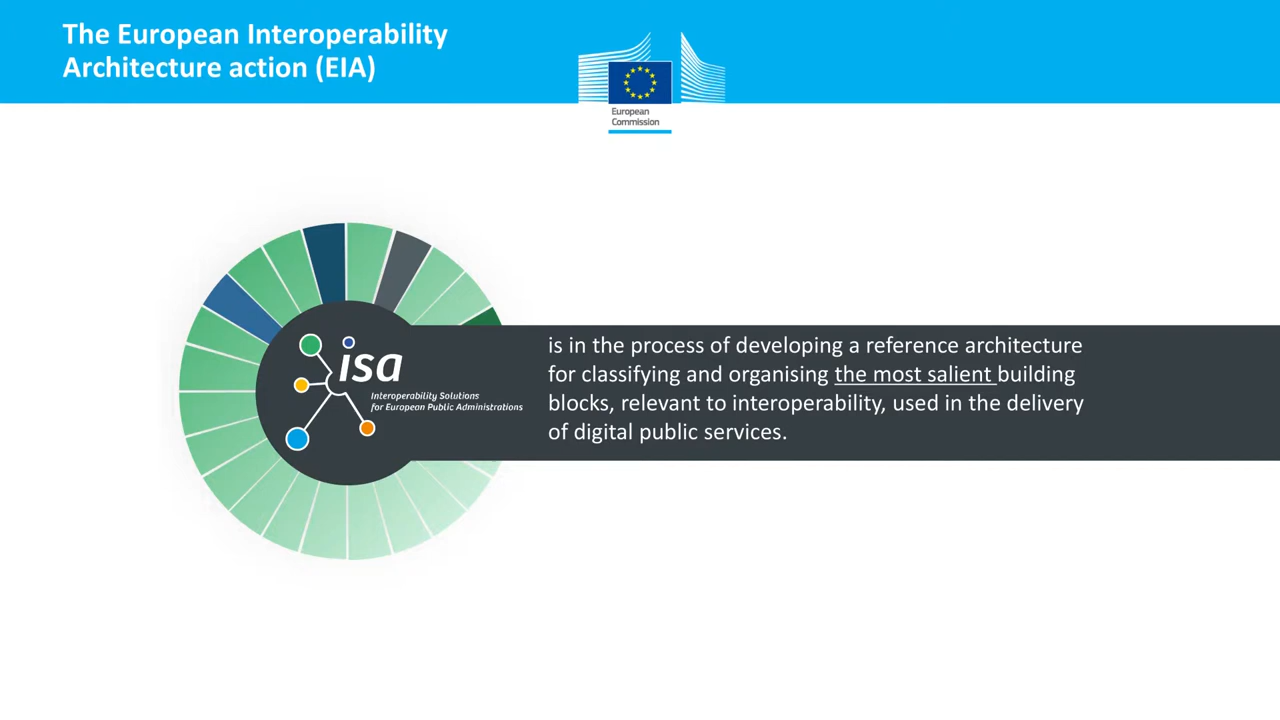 The European Interoperability
Architecture action (EIA)
European
Commission
isa
Interoperability Solutions
for European Public Administrations
is in the process of developing a reference architecture
for classifying and organising the most salient building
blocks, relevant to interoperability, used in the delivery
of digital public services.